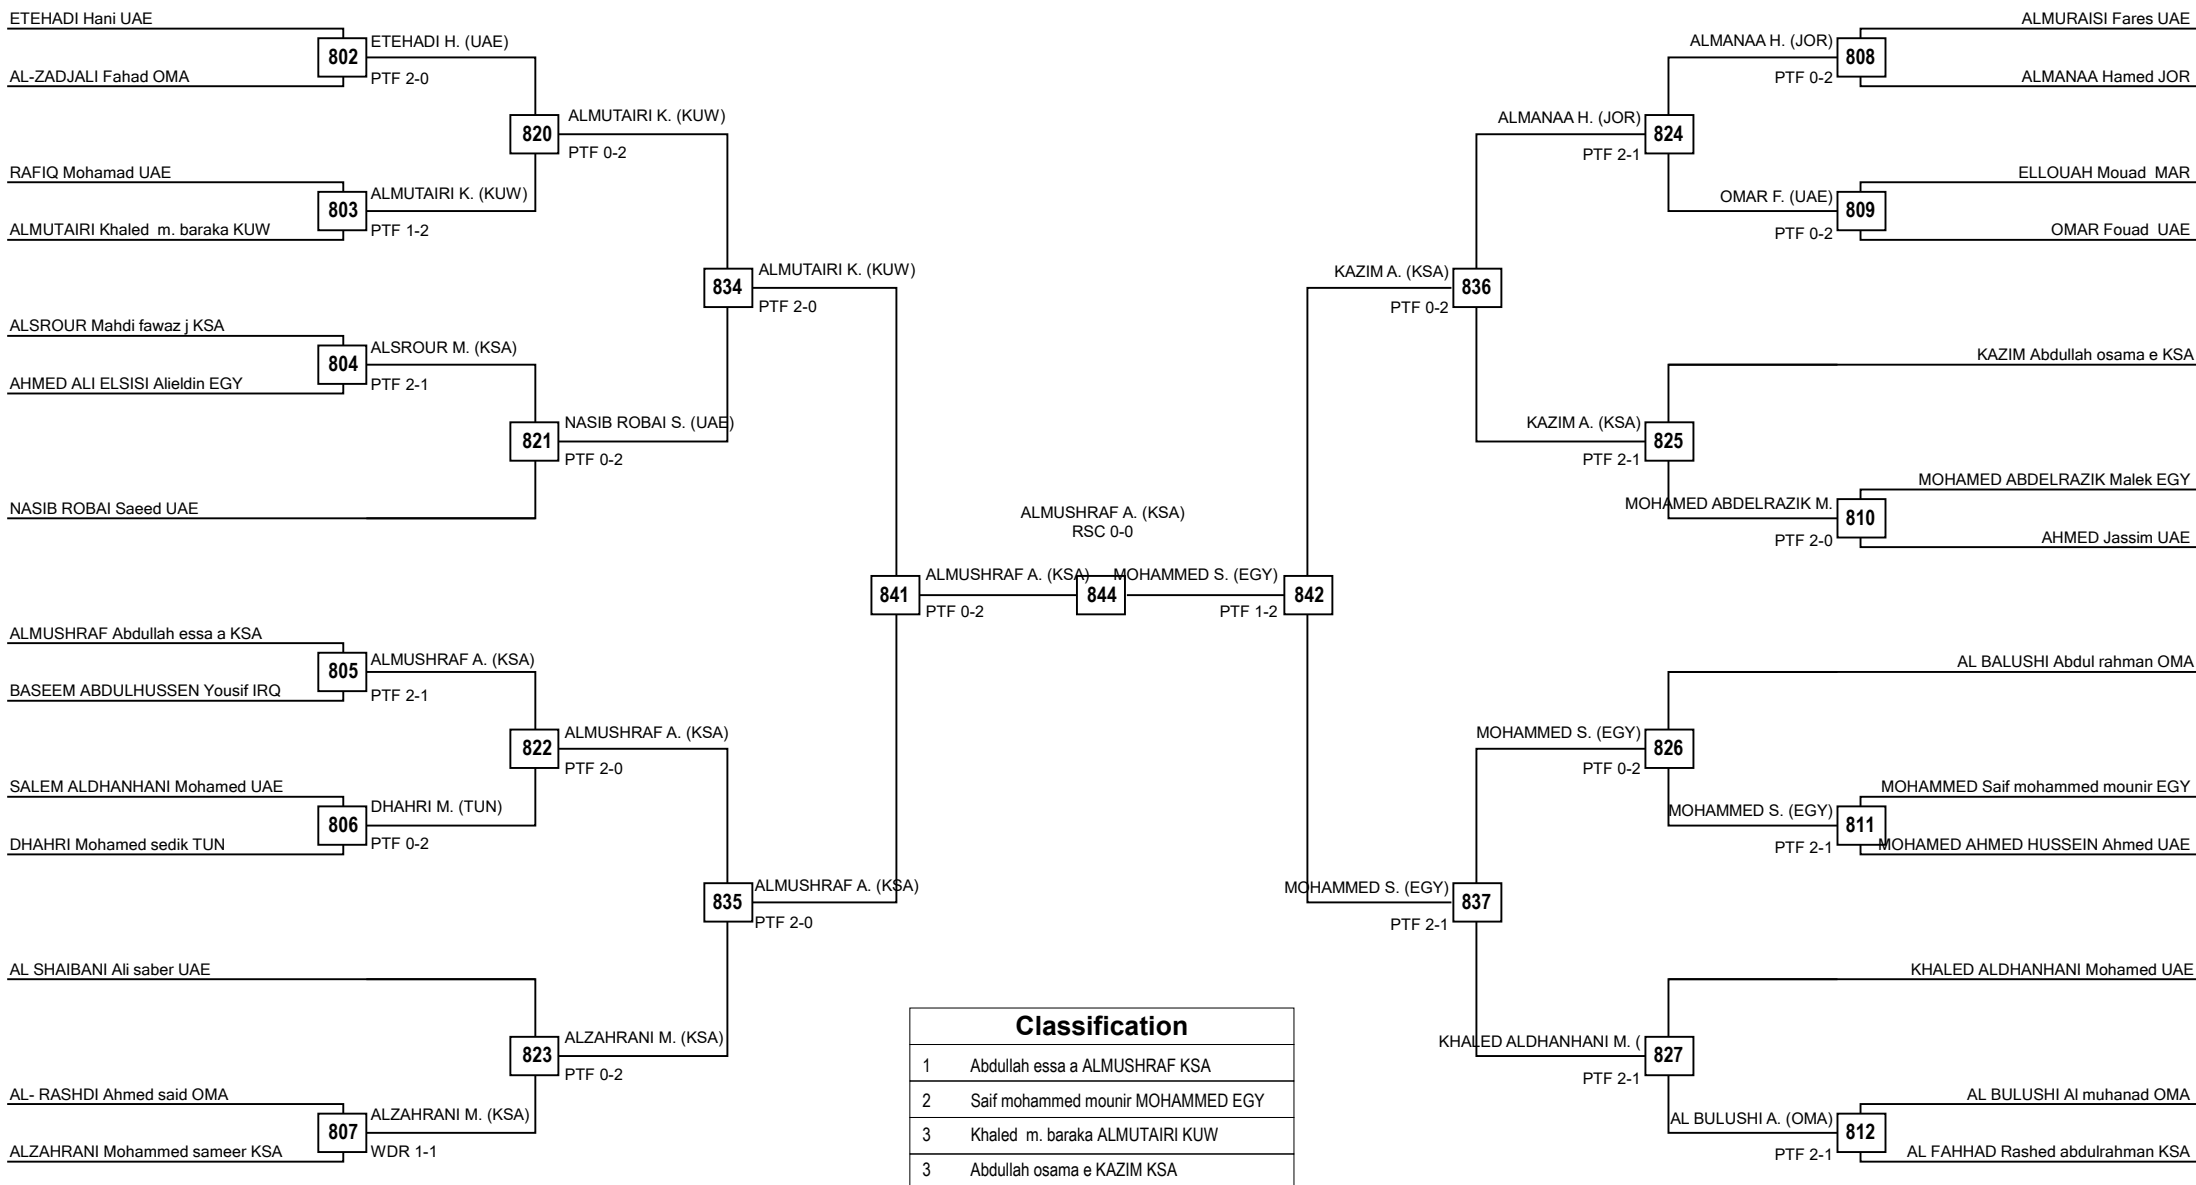 ETEHADI Hani UAE
802
ETEHADI H. (UAE)
PTF 2-0
AL-ZADJALI Fahad OMA
820
ALMUTAIRI K. (KUW)
PTF 0-2
RAFIQ Mohamad UAE
803
ALMUTAIRI K. (KUW)
PTF 1-2
ALMUTAIRI Khaled  m. baraka KUW
834
ALMUTAIRI K. (KUW)
PTF 2-0
ALSROUR Mahdi fawaz j KSA
804
ALSROUR M. (KSA)
PTF 2-1
AHMED ALI ELSISI Alieldin EGY
821
NASIB ROBAI S. (UAE)
PTF 0-2
NASIB ROBAI Saeed UAE
841
ALMUSHRAF A. (KSA)
PTF 0-2
ALMUSHRAF Abdullah essa a KSA
805
ALMUSHRAF A. (KSA)
PTF 2-1
BASEEM ABDULHUSSEN Yousif IRQ
822
ALMUSHRAF A. (KSA)
PTF 2-0
SALEM ALDHANHANI Mohamed UAE
806
DHAHRI M. (TUN)
PTF 0-2
DHAHRI Mohamed sedik TUN
835
ALMUSHRAF A. (KSA)
PTF 2-0
AL SHAIBANI Ali saber UAE
823
ALZAHRANI M. (KSA)
PTF 0-2
AL- RASHDI Ahmed said OMA
807
ALZAHRANI M. (KSA)
WDR 1-1
ALZAHRANI Mohammed sameer KSA
ALMUSHRAF A. (KSA)
RSC 0-0
844
ALMURAISI Fares UAE
ALMANAA H. (JOR)
808
PTF 0-2
ALMANAA Hamed JOR
ALMANAA H. (JOR)
824
PTF 2-1
ELLOUAH Mouad  MAR
OMAR F. (UAE)
809
PTF 0-2
OMAR Fouad  UAE
KAZIM A. (KSA)
836
PTF 0-2
KAZIM Abdullah osama e KSA
KAZIM A. (KSA)
825
PTF 2-1
MOHAMED ABDELRAZIK Malek EGY
MOHAMED ABDELRAZIK M.
810
PTF 2-0
AHMED Jassim UAE
MOHAMMED S. (EGY)
842
PTF 1-2
AL BALUSHI Abdul rahman OMA
MOHAMMED S. (EGY)
826
PTF 0-2
MOHAMMED Saif mohammed mounir EGY
MOHAMMED S. (EGY)
811
PTF 2-1
MOHAMED AHMED HUSSEIN Ahmed UAE
MOHAMMED S. (EGY)
837
PTF 2-1
KHALED ALDHANHANI Mohamed UAE
KHALED ALDHANHANI M. (
827
PTF 2-1
AL BULUSHI Al muhanad OMA
AL BULUSHI A. (OMA)
812
PTF 2-1
AL FAHHAD Rashed abdulrahman KSA
Classification
1 Abdullah essa a ALMUSHRAF KSA
2 Saif mohammed mounir MOHAMMED EGY
3 Khaled  m. baraka ALMUTAIRI KUW
3 Abdullah osama e KAZIM KSA